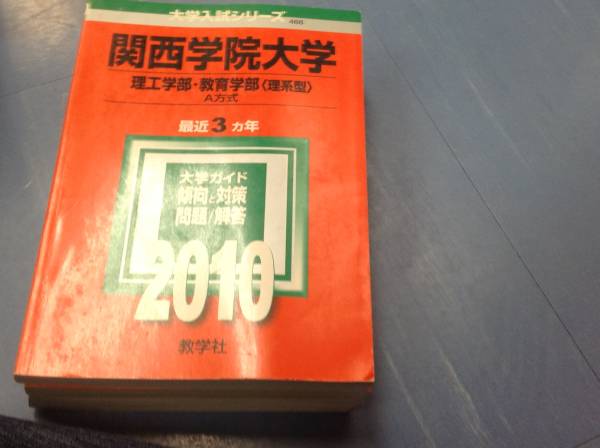 大学入試シリーズ 466
関西学院大学
理工学部・教育学部〈理系型〉
A方式
最近3ヵ年
大学ガイド
傾向と対策
問題/解答
2010
教学社